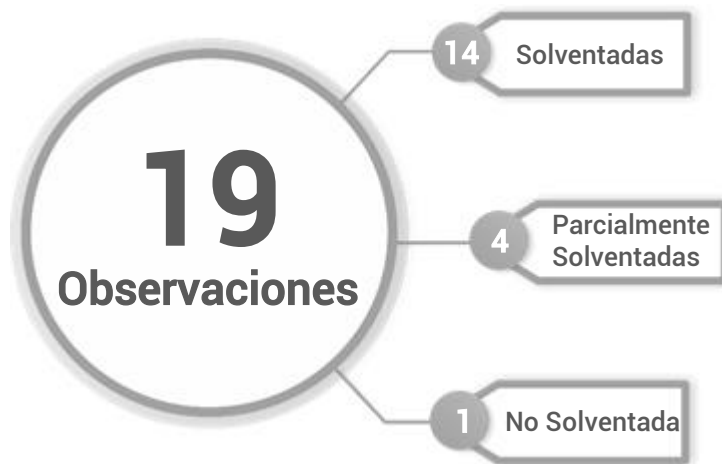 19
Observaciones
14
Solventadas
4
Parcialmente
Solventadas
1
No Solventada